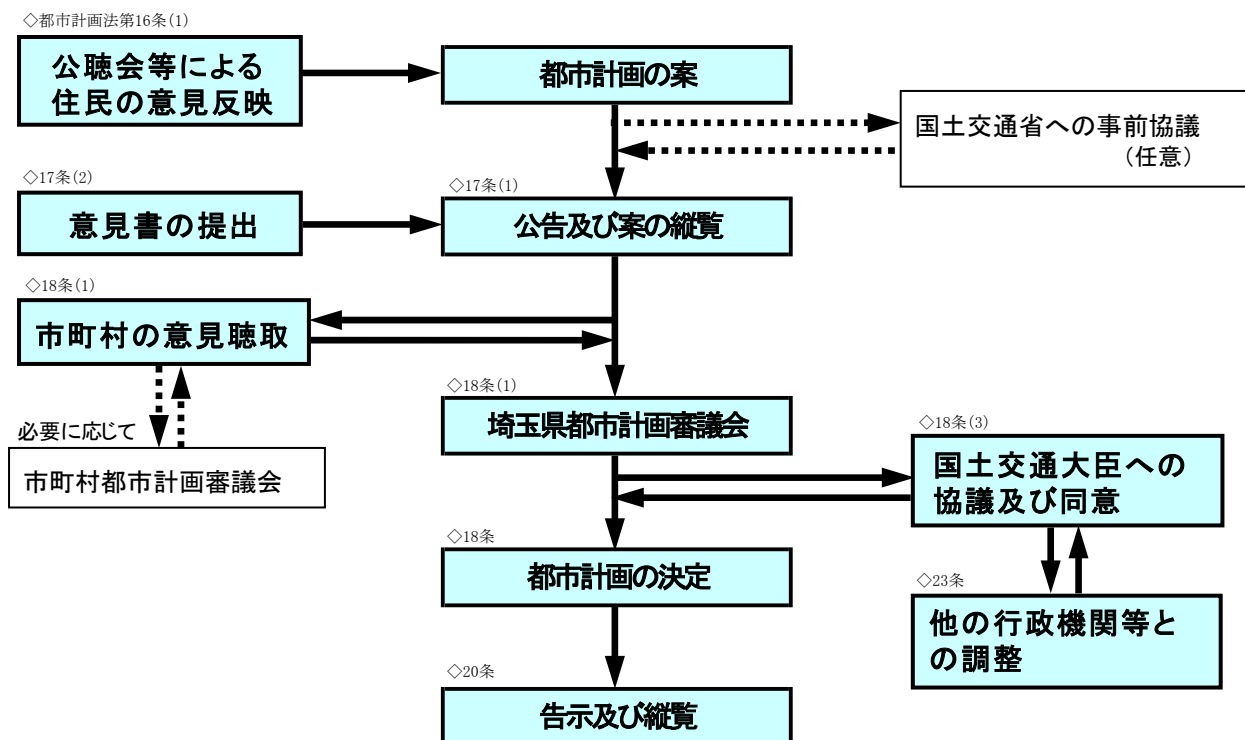 ◇都市計画法第16条(1)
公聴会等による
住民の意見反映
都市計画の案
国土交通省への事前協議
(任意)
◇17条(2)
意見書の提出
◇17条(1)
公告及び案の縦覧
◇18条(1)
市町村の意見聴取
必要に応じて
市町村都市計画審議会
◇18条(1)
埼玉県都市計画審議会
◇18条(3)
国土交通大臣への
協議及び同意
◇18条
都市計画の決定
◇23条
他の行政機関等と
の調整
◇20条
告示及び縦覧